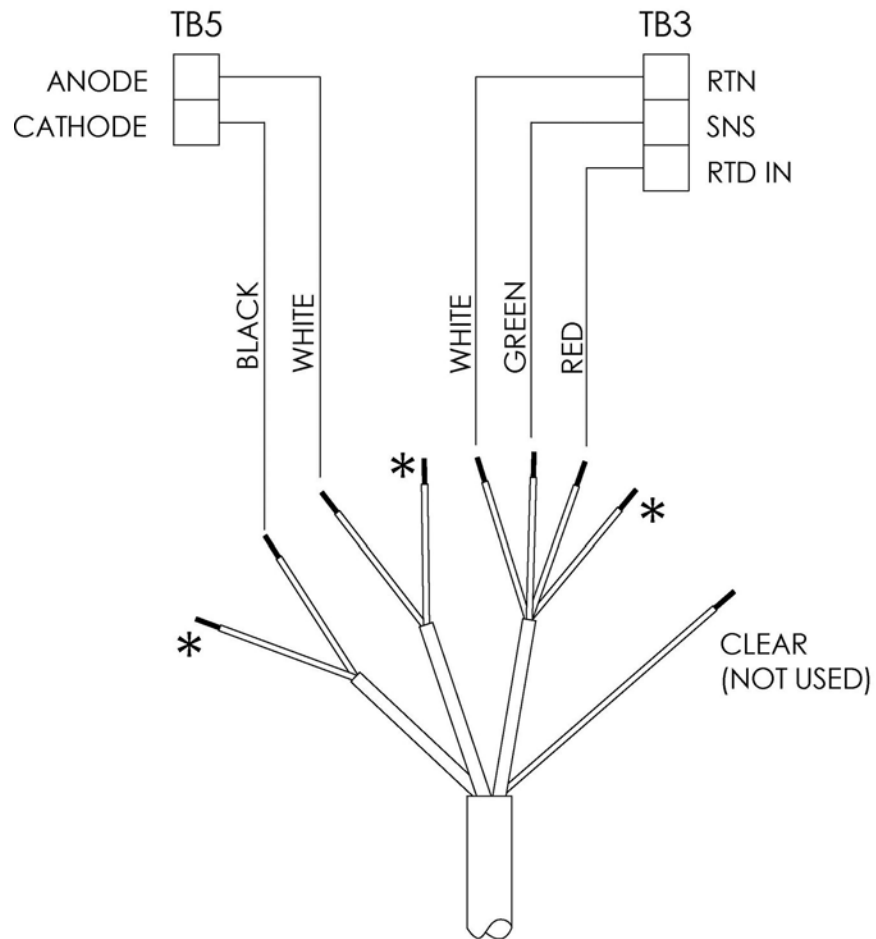 TB5
TB3
ANODE
CATHODE
RTN
SNS
RTD IN
BLACK
WHITE
WHITE
GREEN
RED
*
*
*
CLEAR
(NOT USED)